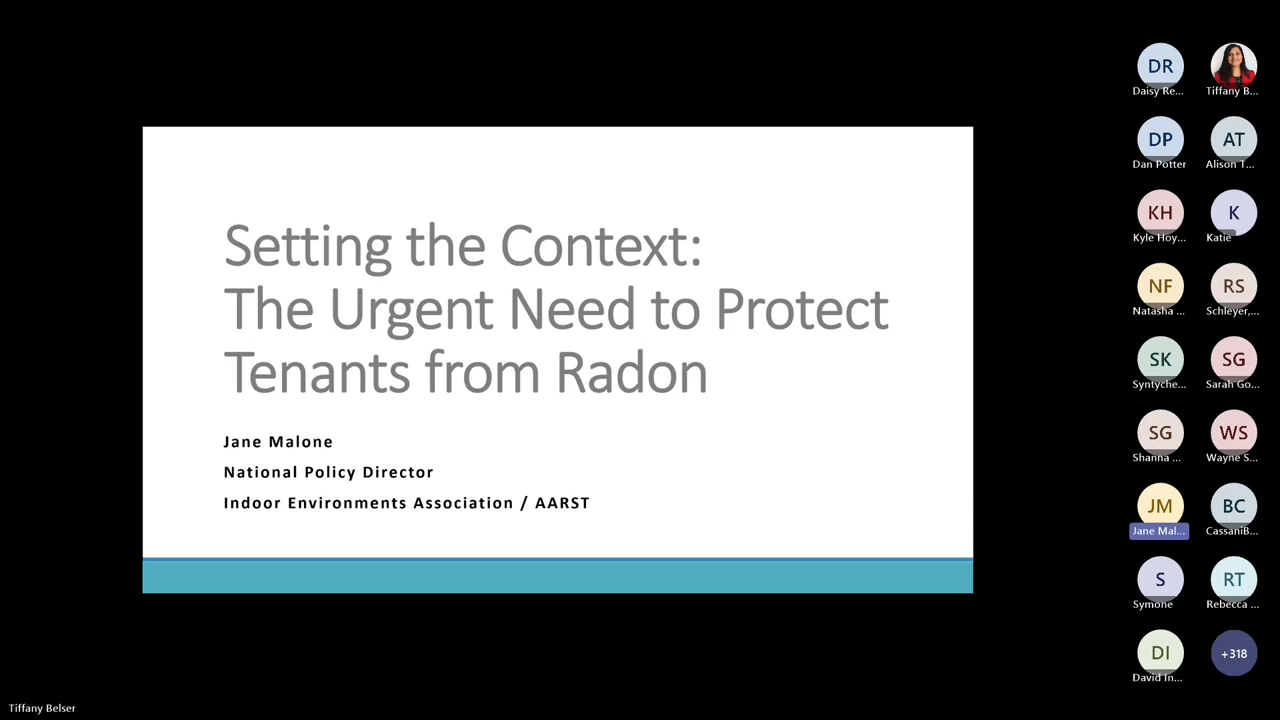 Setting the Context:
The Urgent Need to Protect
Tenants from Radon
Jane Malone
National Policy Director
Indoor Environments Association / AARST
DR
Daisy Re...
Tiffany B...
DP
Dan Potter
AT
Alison T...
KH
Kyle Hoy...
K
Katie
NF
Natasha ...
RS
Schleyer,...
SK
Syntyche...
SG
Sarah Go...
SG
Shanna ...
WS
Wayne S...
JM
Jane Mal...
BC
CassaniB...
S
Symone
RT
Rebecca ...
DI
David In...
+318
Tiffany Belser